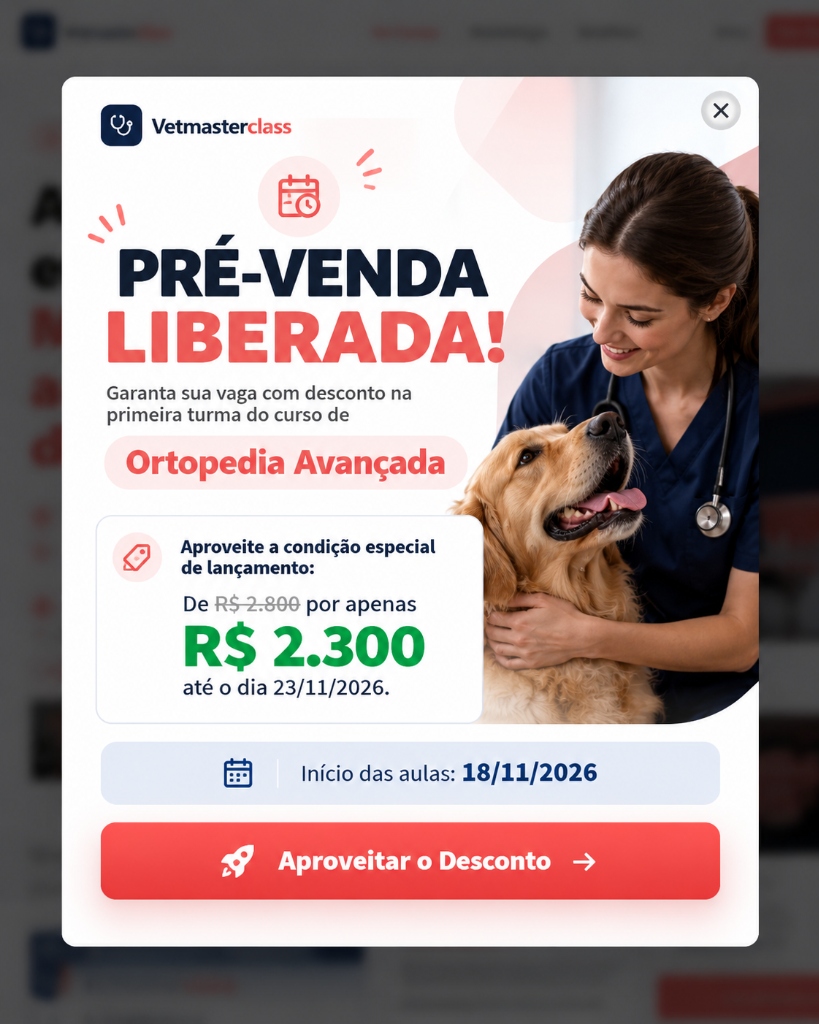 Vetmasterclass
PRÉ-VENDA
LIBERADA!
Garanta sua vaga com desconto na
primeira turma do curso de
Ortopedia Avançada
Aproveite a condição especial
de lançamento:
De R$ 2.800 por apenas
R$ 2.300
até o dia 23/11/2026.
Início das aulas: 18/11/2026
Aproveitar o Desconto